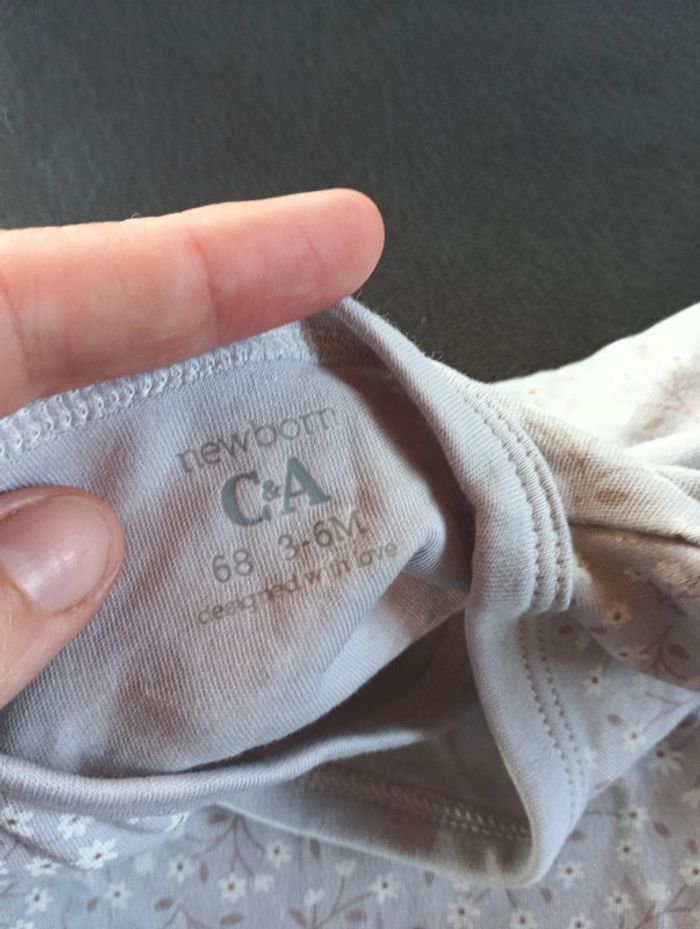 newborn
C&A
68 3-6M
designed with love